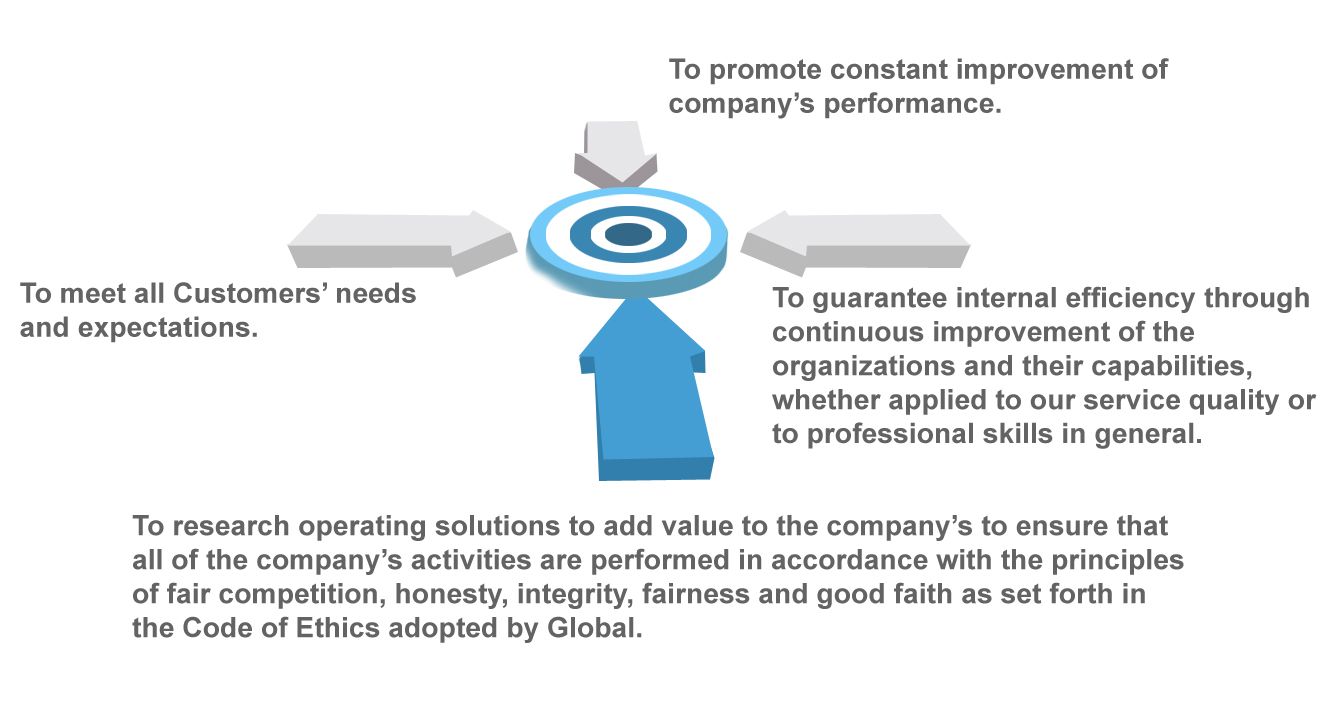 To promote constant improvement of
company’s performance.
To meet all Customers’ needs
and expectations.
To guarantee internal efficiency through
continuous improvement of the
organizations and their capabilities,
whether applied to our service quality or
to professional skills in general.
To research operating solutions to add value to the company’s to ensure that
all of the company’s activities are performed in accordance with the principles
of fair competition, honesty, integrity, fairness and good faith as set forth in
the Code of Ethics adopted by Global.